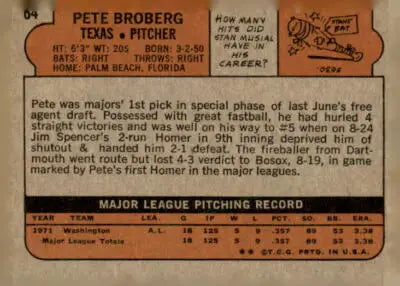 64
PETE BROBERG
TEXAS • PITCHER
HT: 6'3" WT: 205 BORN: 3-2-50
BATS: RIGHT THROWS: RIGHT
HOME: PALM BEACH, FLORIDA
HOW MANY
HITS DID
STAN MUSIAL
HAVE IN
HIS
CAREER?
STAN'S
BAT
3630.
Pete was majors' 1st pick in special phase of last June's free
agent draft. Possessed with great fastball, he had hurled 4
straight victories and was well on his way to #5 when on 8-24
Jim Spencer's 2-run Homer in 9th inning deprived him of
shutout & handed him 2-1 defeat. The fireballer from Dart-
mouth went route but lost 4-3 verdict to Bosox, 8-19, in game
marked by Pete's first Homer in the major leagues.
MAJOR LEAGUE PITCHING RECORD
YEAR TEAM LEA. G IP W L PCT. SO. BB. ERA.
1971 Washington A.L. 18 125 5 9 .357 89 53 3.38
Major League Totals 18 125 5 9 .357 89 53 3.38
** © T.C.G. PRTD. IN U.S.A.